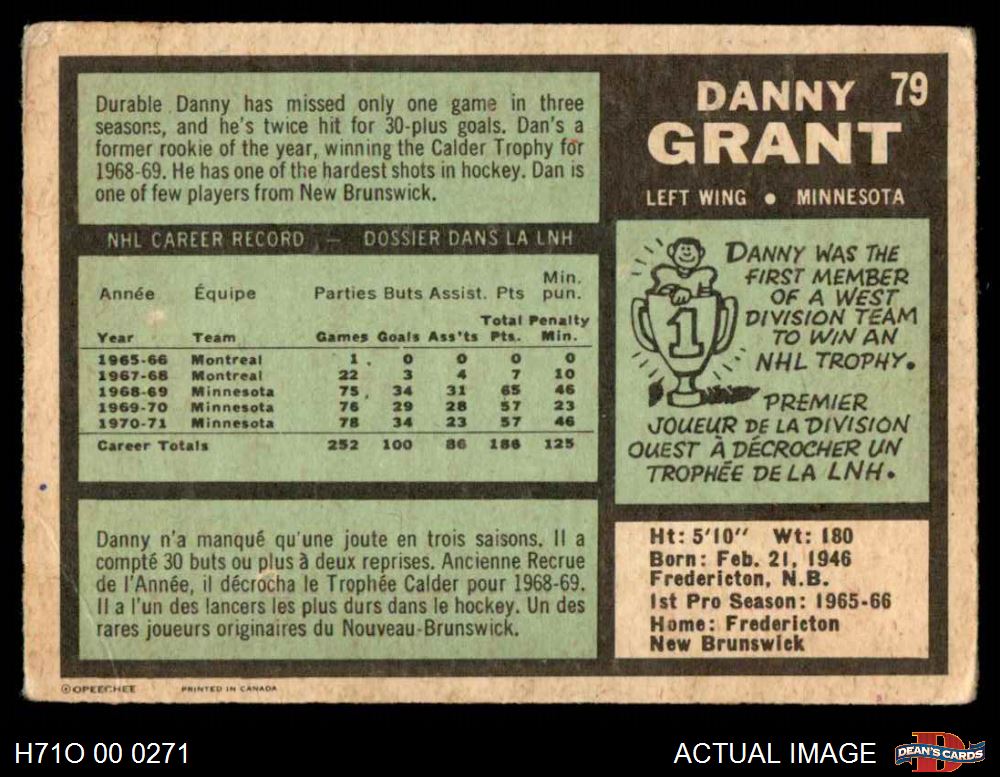 DANNY 79
GRANT
LEFT WING ● MINNESOTA
Durable Danny has missed only one game in three
seasons, and he's twice hit for 30-plus goals. Dan's a
former rookie of the year, winning the Calder Trophy for
1968-69. He has one of the hardest shots in hockey. Dan is
one of few players from New Brunswick.
NHL CAREER RECORD — DOSSIER DANS LA LNH
Année Équipe Parties Buts Assist. Pts Min. pun.
Year Team Games Goals Ass'ts Total Pts. Penalty Min.
1965-66 Montreal 1 0 0 0 0
1967-68 Montreal 22 3 4 7 10
1968-69 Minnesota 75 34 31 65 46
1969-70 Minnesota 76 29 28 57 23
1970-71 Minnesota 78 34 23 57 46
Career Totals 252 100 86 186 125
Danny n'a manqué qu'une joute en trois saisons. Il a
compté 30 buts ou plus à deux reprises. Ancienne Recrue
de l'Année, il décrocha le Trophée Calder pour 1968-69.
Il a l'un des lancers les plus durs dans le hockey. Un des
rares joueurs originaires du Nouveau-Brunswick.
DANNY WAS THE
FIRST MEMBER
OF A WEST
DIVISION TEAM
TO WIN AN
NHL TROPHY.
1
PREMIER
JOUEUR DE LA DIVISION
OUEST À DÉCROCHER UN
TROPHÉE DE LA LNH.
Ht: 5'10" Wt: 180
Born: Feb. 21, 1946
Fredericton, N.B.
1st Pro Season: 1965-66
Home: Fredericton
New Brunswick
© OPEECHEE PRINTED IN CANADA
H71O 00 0271
ACTUAL IMAGE
D
DEAN'S CARDS